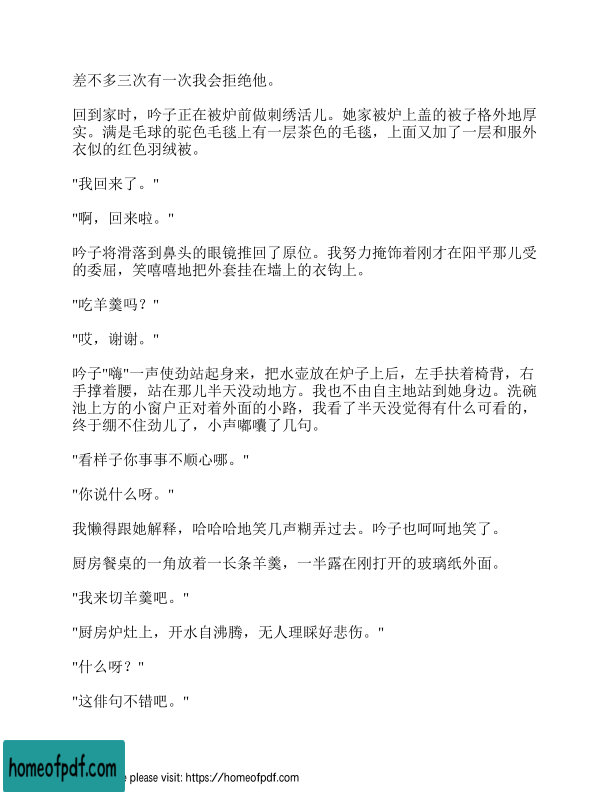 差不多三次有一次我会拒绝他。
回到家时，吟子正在被炉前做刺绣活儿。她家被炉上盖的被子格外地厚
实。满是毛球的驼色毛毯上有一层茶色的毛毯，上面又加了一层和服外
衣似的红色羽绒被。
"我回来了。"
"啊，回来啦。"
吟子将滑落到鼻头的眼镜推回了原位。我努力掩饰着刚才在阳平那儿受
的委屈，笑嘻嘻地把外套挂在墙上的衣钩上。
"吃羊羹吗？"
"哎，谢谢。"
吟子"嗨"一声使劲站起身来，把水壶放在炉子上后，左手扶着椅背，右
手撑着腰，站在那儿半天没动地方。我也不由自主地站到她身边。洗碗
池上方的小窗户正对着外面的小路，我看了半天没觉得有什么可看的，
终于绷不住劲儿了，小声嘟囔了几句。
"看样子你事事不顺心哪。"
"你说什么呀。"
我懒得跟她解释，哈哈哈地笑几声糊弄过去。吟子也呵呵地笑了。
厨房餐桌的一角放着一长条羊羹，一半露在刚打开的玻璃纸外面。
"我来切羊羹吧。"
"厨房炉灶上，开水自沸腾，无人理睬好悲伤。"
"什么呀？"
"这俳句不错吧。"
homeofpdf.com
e please visit: https://homeofpdf.com